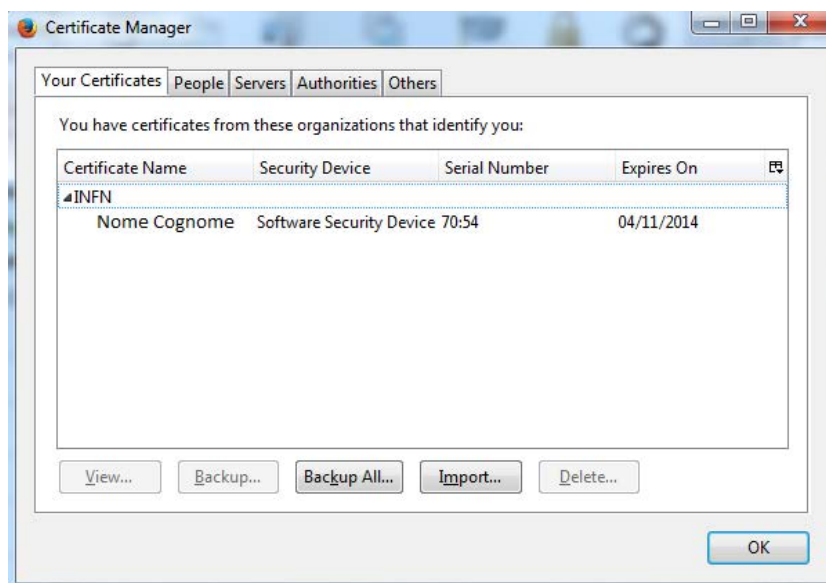 Certificate Manager
Your Certificates People Servers Authorities Others
You have certificates from these organizations that identify you:
Certificate Name Security Device Serial Number Expires On
INFN
Nome Cognome Software Security Device 70:54 04/11/2014
View... Backup... Backup All... Import... Delete...
OK